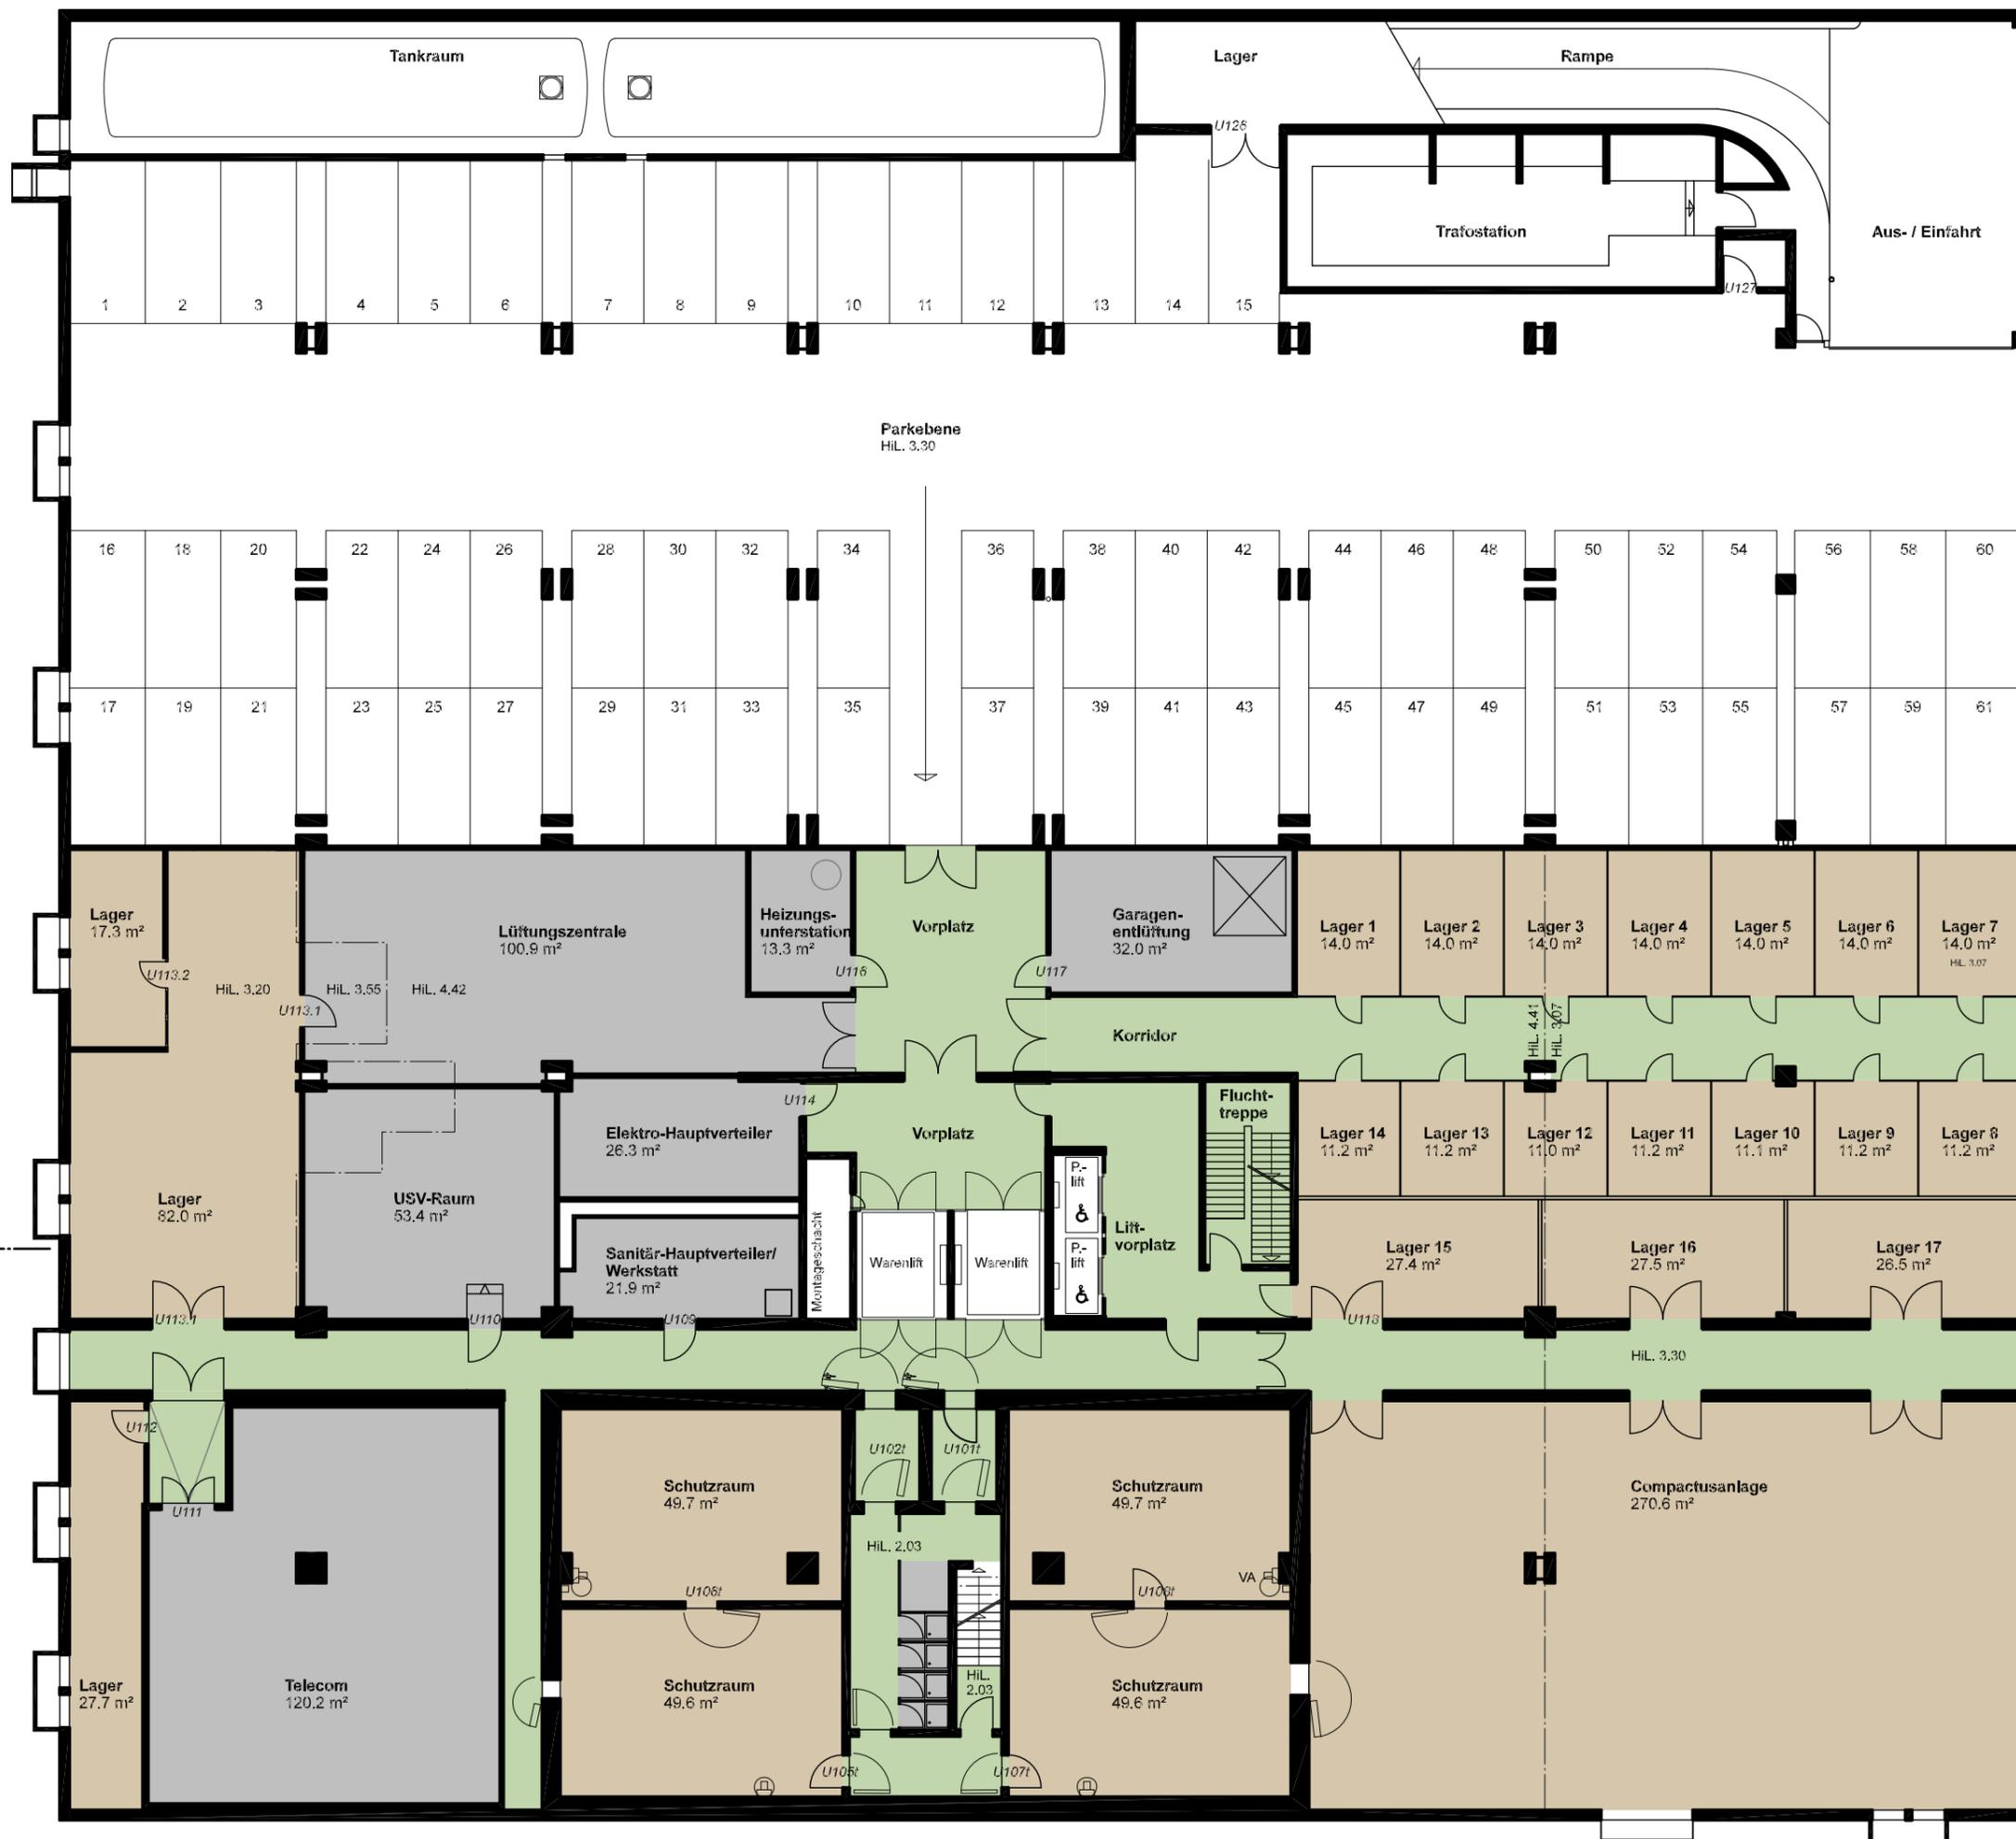 Tankraum
Lager
Rampe
U126
Trafostation
Aus- / Einfahrt
U127
1 2 3 4 5 6 7 8 9 10 11 12 13 14 15
Parkebene
HiL. 3.30
16 18 20 22 24 26 28 30 32 34 36 38 40 42 44 46 48 50 52 54 56 58 60
17 19 21 23 25 27 29 31 33 35 37 39 41 43 45 47 49 51 53 55 57 59 61
Lager
17.3 m²
U113.2
HiL. 3.20
U113.1
HiL. 3.55
HiL. 4.42
Lüftungszentrale
100.9 m²
Heizungs-
unterstation
13.3 m²
U116
Vorplatz
U117
Garagen-
entlüftung
32.0 m²
Lager 1
14.0 m²
Lager 2
14.0 m²
Lager 3
14.0 m²
Lager 4
14.0 m²
Lager 5
14.0 m²
Lager 6
14.0 m²
Lager 7
14.0 m²
HiL. 3.07
Korridor
HiL. 4.41
HiL. 3.07
Lager
82.0 m²
USV-Raum
53.4 m²
Elektro-Hauptverteiler
26.3 m²
U114
Vorplatz
Flucht-
treppe
Lager 14
11.2 m²
Lager 13
11.2 m²
Lager 12
11.0 m²
Lager 11
11.2 m²
Lager 10
11.1 m²
Lager 9
11.2 m²
Lager 8
11.2 m²
Sanitär-Hauptverteiler/
Werkstatt
21.9 m²
Montageschacht
Warenlift
Warenlift
P.-
lift
P.-
lift
Lift-
vorplatz
Lager 15
27.4 m²
Lager 16
27.5 m²
Lager 17
26.5 m²
U113.1
U110
U109
U118
HiL. 3.30
U112
U111
U102t
U101t
Schutzraum
49.7 m²
Schutzraum
49.7 m²
Compactusanlage
270.6 m²
HiL. 2.03
VA
U106t
U106t
Lager
27.7 m²
Telecom
120.2 m²
Schutzraum
49.6 m²
HiL.
2.03
Schutzraum
49.6 m²
U105t
U107t